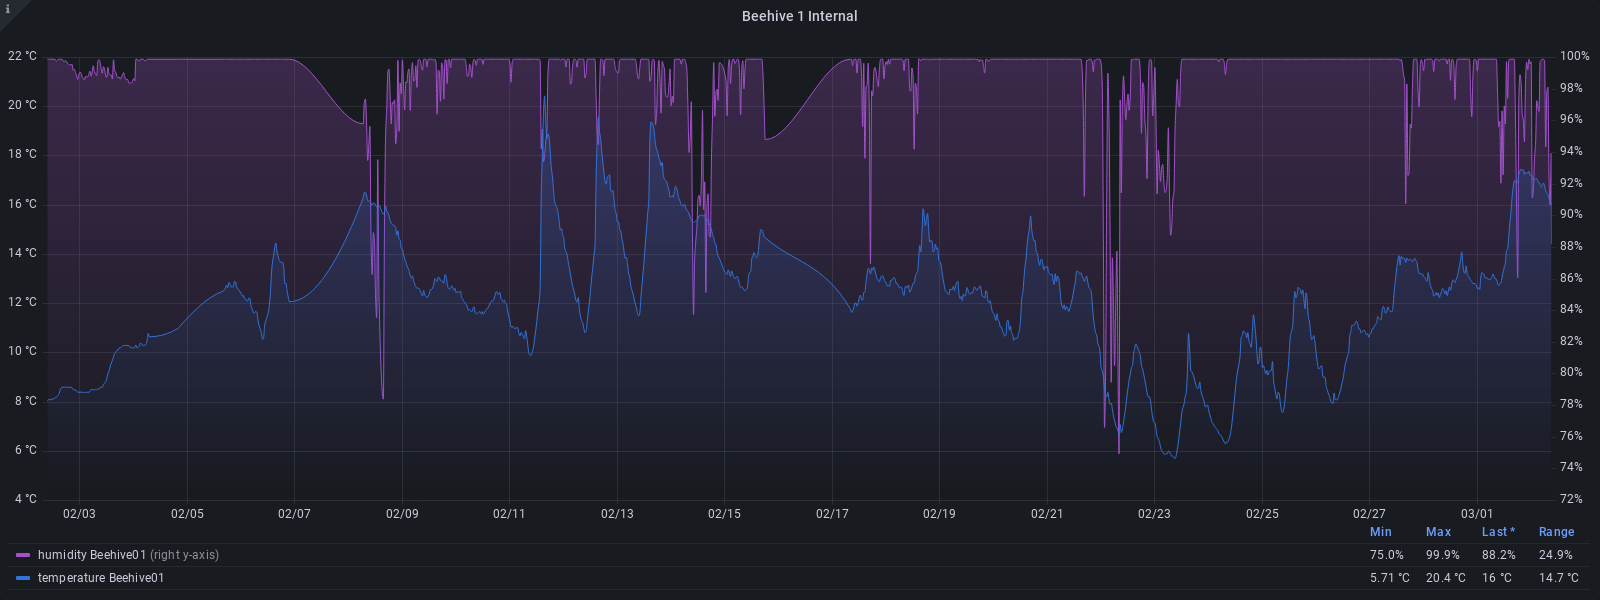 i
Beehive 1 Internal
22 °C 100%
98%
20 °C 96%
18 °C 94%
92%
16 °C 90%
14 °C 88%
86%
12 °C 84%
10 °C 82%
80%
8 °C 78%
6 °C 76%
74%
4 °C 72%
02/03 02/05 02/07 02/09 02/11 02/13 02/15 02/17 02/19 02/21 02/23 02/25 02/27 03/01
Min Max Last * Range
humidity Beehive01 (right y-axis) 75.0% 99.9% 88.2% 24.9%
temperature Beehive01 5.71 °C 20.4 °C 16 °C 14.7 °C